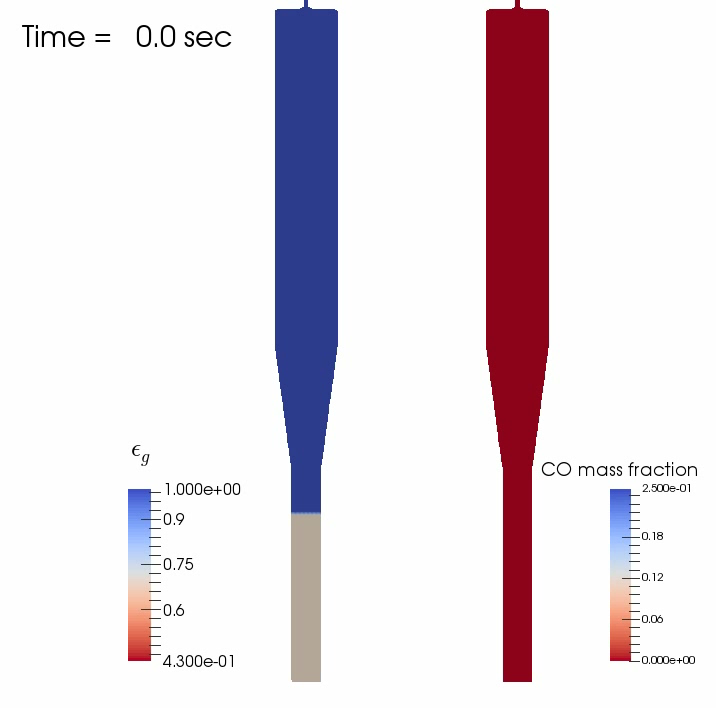 Time =   0.0 sec
ϵg
1.000e+00
0.9
0.75
0.6
4.300e-01
CO mass fraction
2.500e-01
0.18
0.12
0.06
0.000e+00